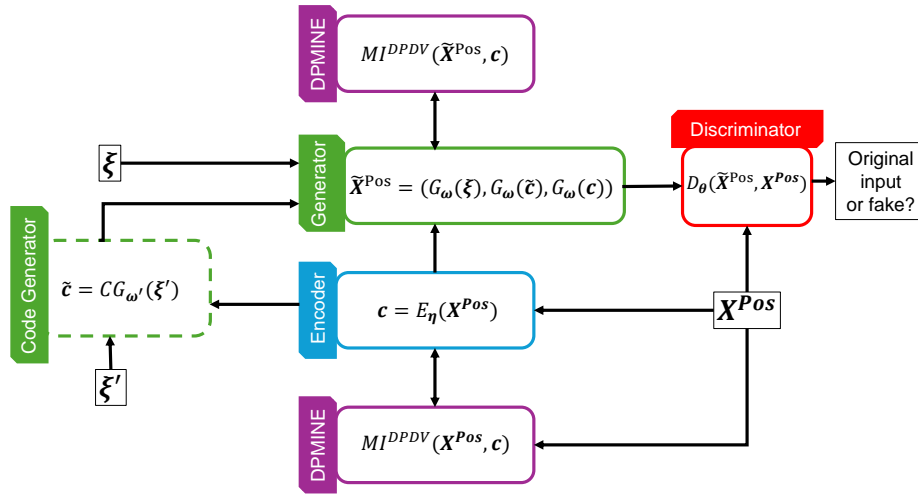 DPMINE
𝑀𝐼^{𝐷𝑃𝐷𝑉}(X̃^{Pos}, 𝒄)
Discriminator
𝝃
Generator
X̃^{Pos} = (𝐺_𝝎(𝝃), 𝐺_𝝎(c̃), 𝐺_𝝎(𝒄))
𝐷_𝜽(X̃^{Pos}, 𝑿^{𝑷𝒐𝒔})
Original
input
or fake?
Code Generator
c̃ = 𝐶𝐺_{𝝎′}(𝝃′)
Encoder
𝒄 = 𝐸_𝜼(𝑿^{𝑷𝒐𝒔})
𝑿^{𝑷𝒐𝒔}
𝝃′
DPMINE
𝑀𝐼^{𝐷𝑃𝐷𝑉}(𝑿^{𝑷𝒐𝒔}, 𝒄)